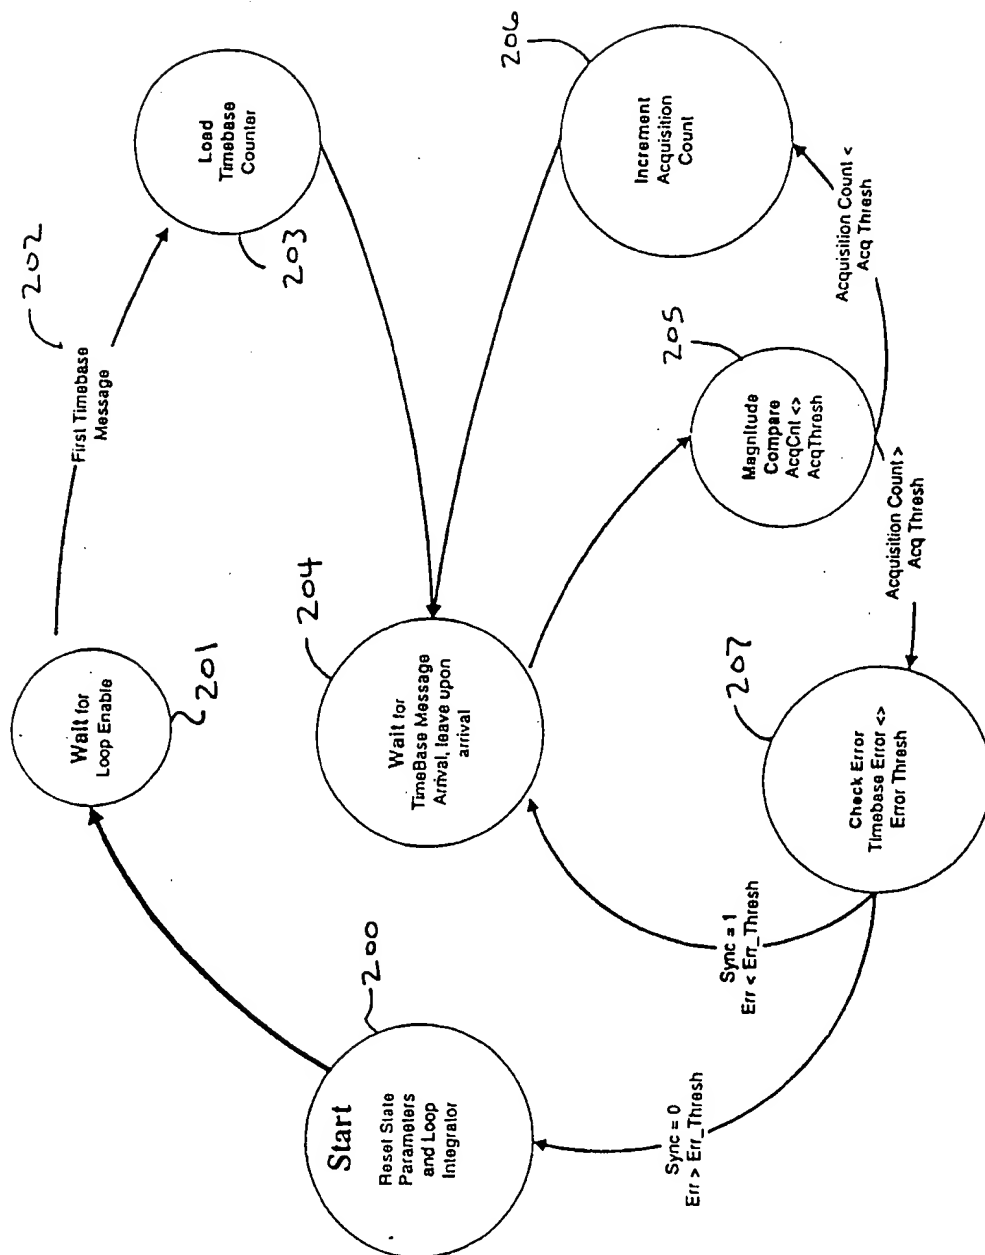 202
First Timebase
Message
Load
Timebase
Counter
203
206
Increment
Acquisition
Count
Wait for
Loop Enable
201
204
Wait for
TimeBase Message
Arrival, leave upon
arrival
205
Magnitude
Compare
AcqCnt <>
AcqThresh
Acquisition Count <
Acq Thresh
Acquisition Count >
Acq Thresh
207
Check Error
Timebase Error <>
Error Thresh
200
Start
Reset State
Parameters
and Loop
Integrator
Sync = 1
Err < Err_Thresh
Sync = 0
Err > Err_Thresh